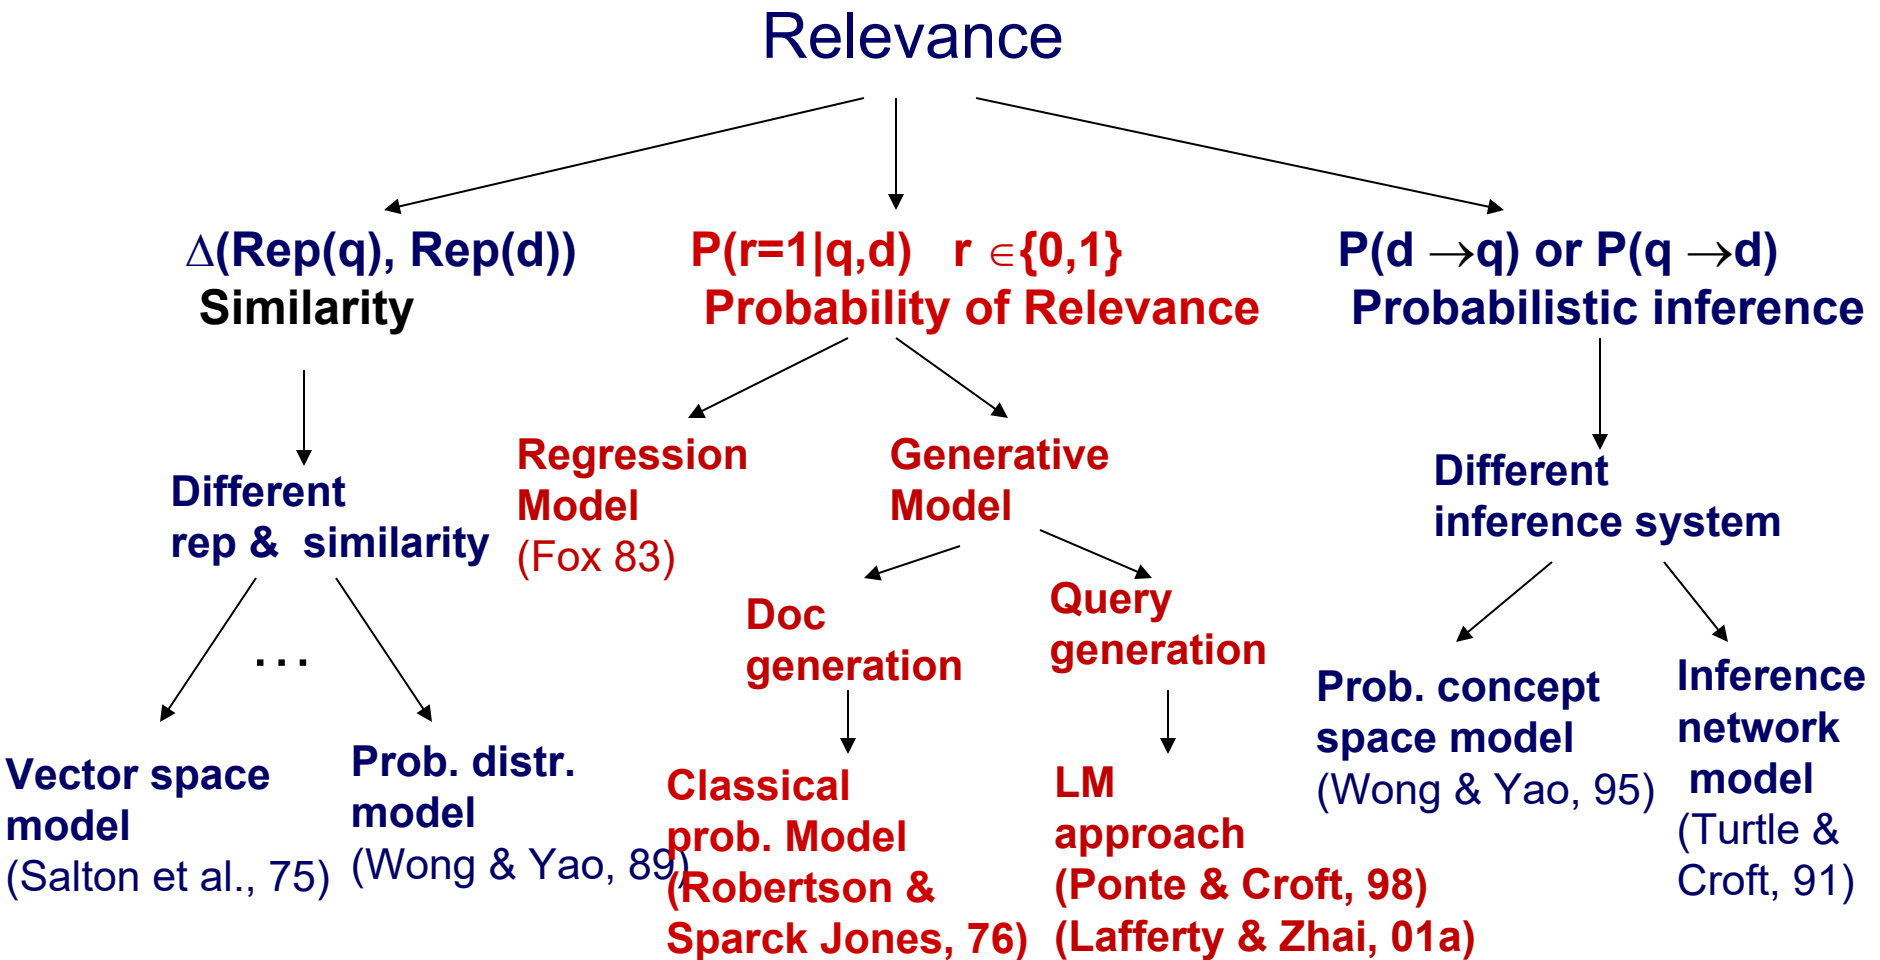 Relevance
∆(Rep(q), Rep(d))
Similarity
P(r=1|q,d) r ∈{0,1}
Probability of Relevance
P(d →q) or P(q →d)
Probabilistic inference
Different
rep & similarity
Regression
Model
(Fox 83)
Generative
Model
Different
inference system
Doc
generation
Query
generation
...
Vector space
model
(Salton et al., 75)
Prob. distr.
model
(Wong & Yao, 89)
Classical
prob. Model
(Robertson &
Sparck Jones, 76)
LM
approach
(Ponte & Croft, 98)
(Lafferty & Zhai, 01a)
Prob. concept
space model
(Wong & Yao, 95)
Inference
network
model
(Turtle &
Croft, 91)